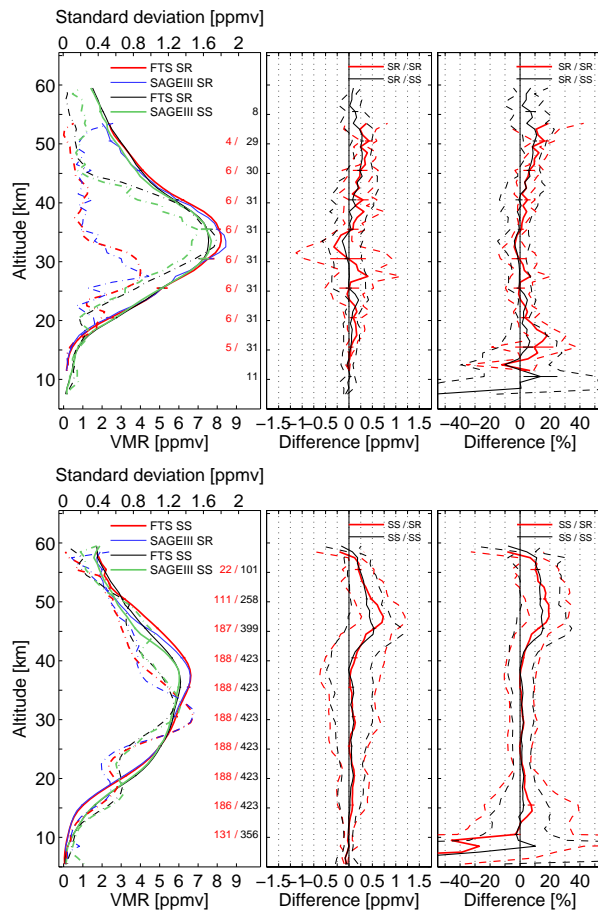 Standard deviation [ppmv]
0 0.4 0.8 1.2 1.6 2
FTS SR
SAGEIII SR
FTS SR
SAGEIII SS
SR / SR
SR / SS
SR / SR
SR / SS
60
50
40
30
20
10
Altitude [km]
8
4 / 29
6 / 30
6 / 31
6 / 31
6 / 31
6 / 31
6 / 31
5 / 31
11
0 1 2 3 4 5 6 7 8 9
VMR [ppmv]
−1.5 −1 −0.5 0 0.5 1 1.5
Difference [ppmv]
−40 −20 0 20 40
Difference [%]
Standard deviation [ppmv]
0 0.4 0.8 1.2 1.6 2
FTS SS
SAGEIII SR
FTS SS
SAGEIII SS
SS / SR
SS / SS
SS / SR
SS / SS
60
50
40
30
20
10
Altitude [km]
22 / 101
111 / 258
187 / 399
188 / 423
188 / 423
188 / 423
188 / 423
188 / 423
186 / 423
131 / 356
0 1 2 3 4 5 6 7 8 9
VMR [ppmv]
−1.5 −1 −0.5 0 0.5 1 1.5
Difference [ppmv]
−40 −20 0 20 40
Difference [%]